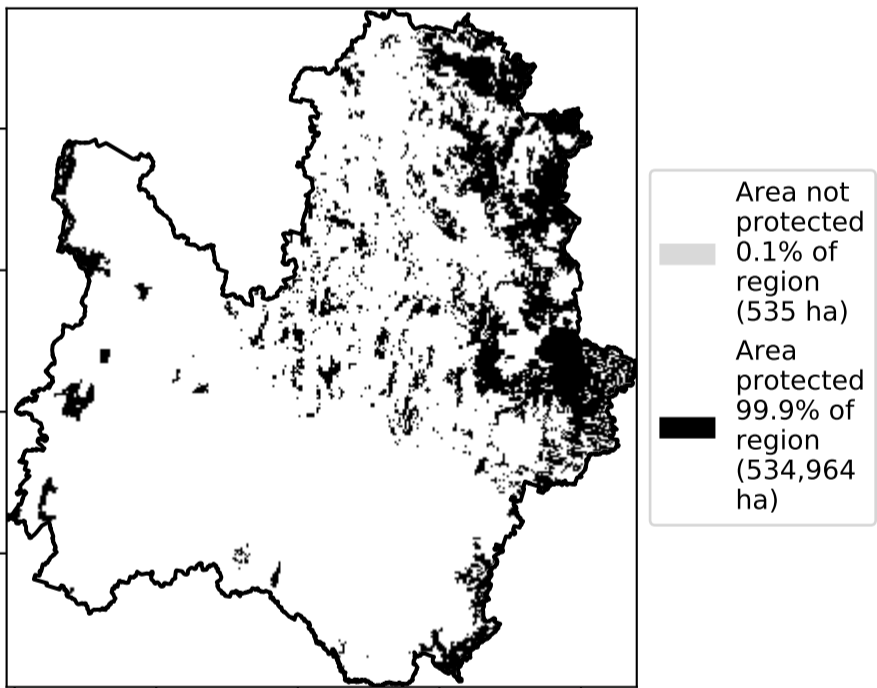 Area not
protected
0.1% of
region
(535 ha)
Area
protected
99.9% of
region
(534,964
ha)